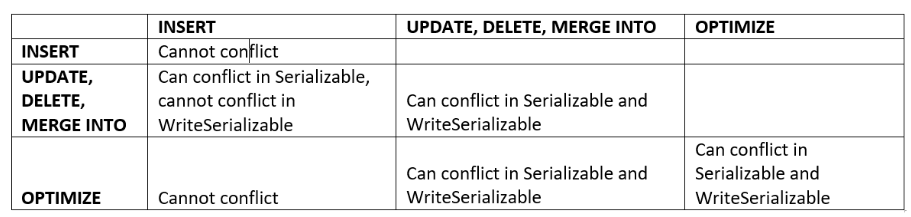 INSERT UPDATE, DELETE, MERGE INTO OPTIMIZE
INSERT Cannot conflict
UPDATE, DELETE, MERGE INTO Can conflict in Serializable, cannot conflict in WriteSerializable Can conflict in Serializable and WriteSerializable
OPTIMIZE Cannot conflict Can conflict in Serializable and WriteSerializable Can conflict in Serializable and WriteSerializable